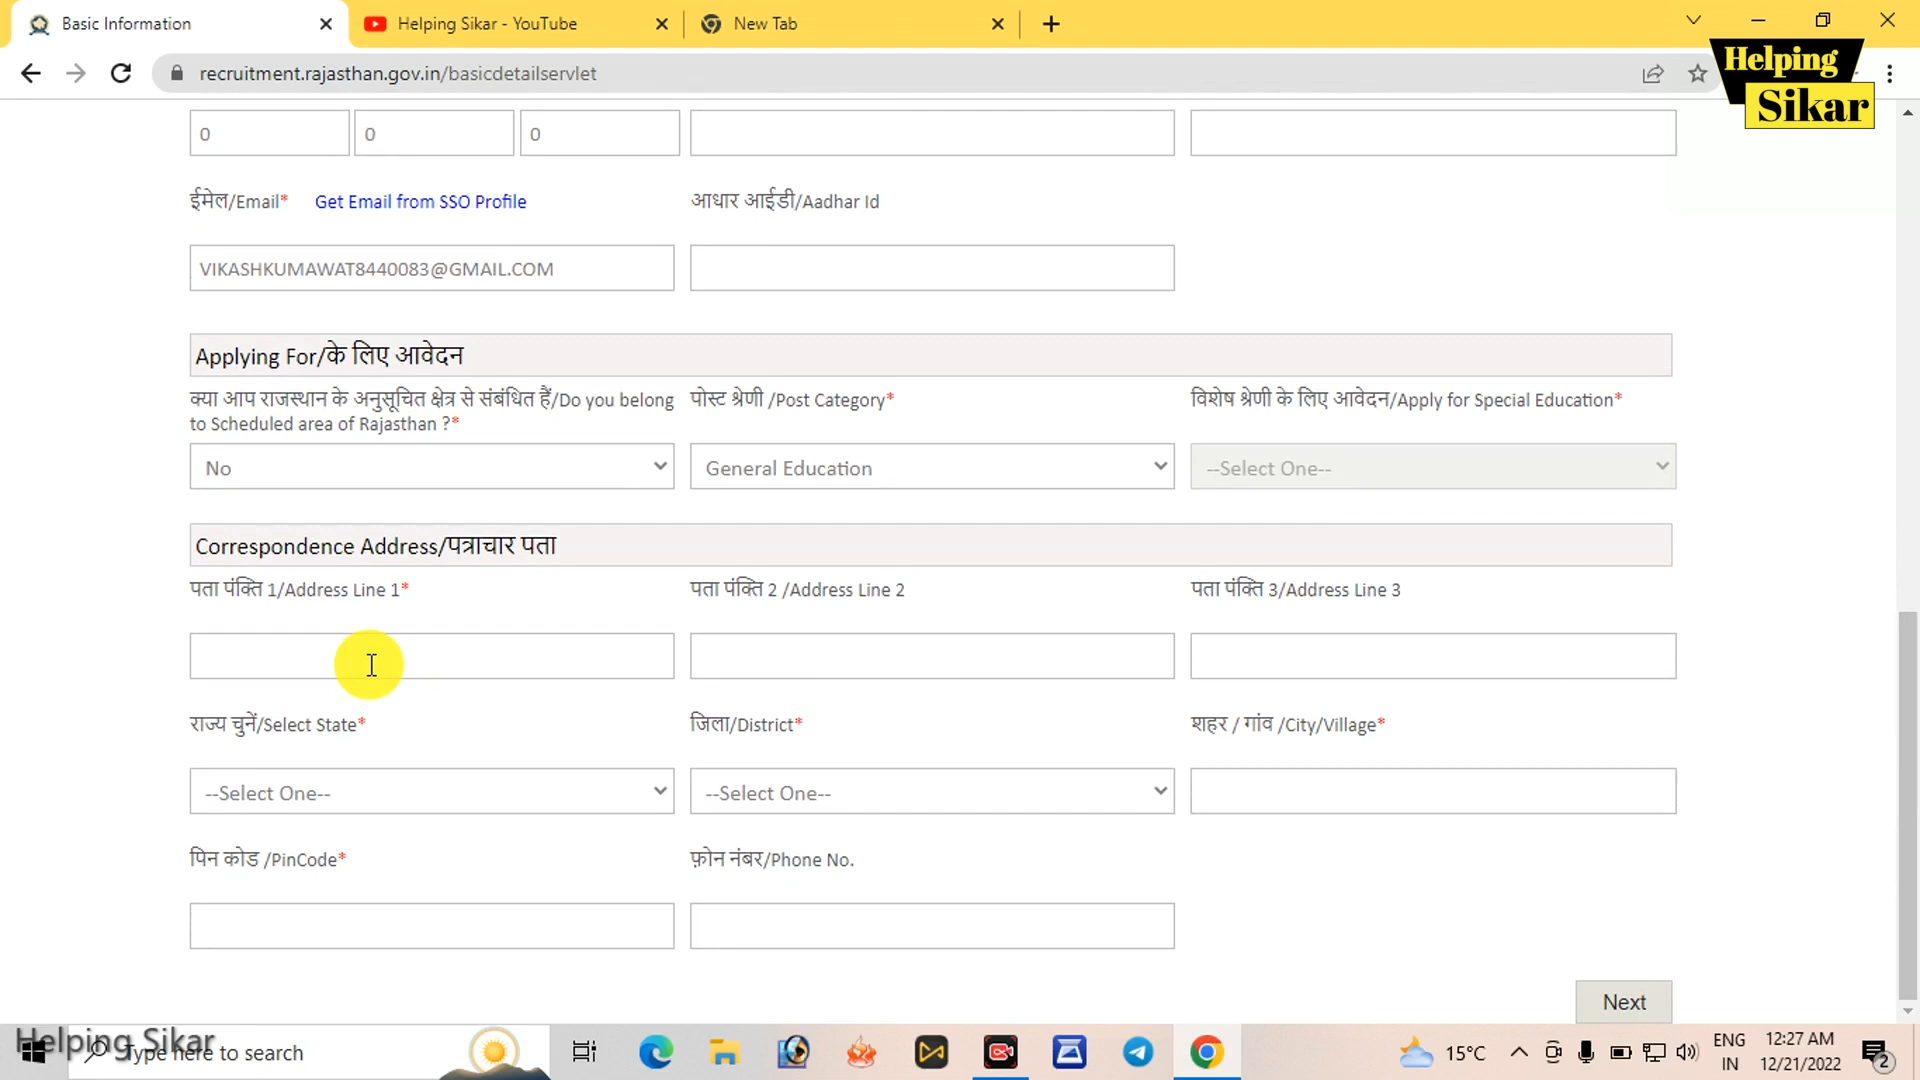 Basic Information
Helping Sikar - YouTube
New Tab
recruitment.rajasthan.gov.in/basicdetailservlet
Helping
Sikar
0 0 0
ईमेल/Email* Get Email from SSO Profile
आधार आईडी/Aadhar Id
VIKASHKUMAWAT8440083@GMAIL.COM
Applying For/के लिए आवेदन
क्या आप राजस्थान के अनुसूचित क्षेत्र से संबंधित हैं/Do you belong
to Scheduled area of Rajasthan ?*
पोस्ट श्रेणी /Post Category*
विशेष श्रेणी के लिए आवेदन/Apply for Special Education*
No
General Education
--Select One--
Correspondence Address/पत्राचार पता
पता पंक्ति 1/Address Line 1*
पता पंक्ति 2 /Address Line 2
पता पंक्ति 3/Address Line 3
राज्य चुनें/Select State*
जिला/District*
शहर / गांव /City/Village*
--Select One--
--Select One--
पिन कोड /PinCode*
फ़ोन नंबर/Phone No.
Next
Helping Sikar
Type here to search
15°C
ENG
IN
12:27 AM
12/21/2022
2